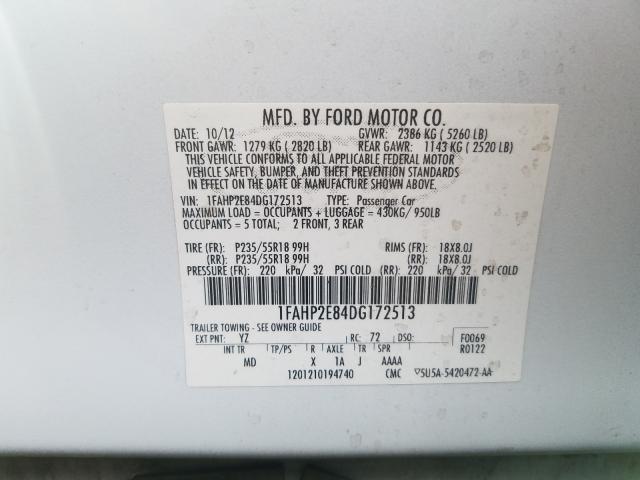 MFD. BY FORD MOTOR CO.
DATE: 10/12 GVWR: 2386 KG ( 5260 LB)
FRONT GAWR: 1279 KG ( 2820 LB) REAR GAWR: 1143 KG ( 2520 LB)
THIS VEHICLE CONFORMS TO ALL APPLICABLE FEDERAL MOTOR
VEHICLE SAFETY, BUMPER, AND THEFT PREVENTION STANDARDS
IN EFFECT ON THE DATE OF MANUFACTURE SHOWN ABOVE.
VIN: 1FAHP2E84DG172513 TYPE: Passenger Car
MAXIMUM LOAD = OCCUPANTS + LUGGAGE = 430KG/ 950LB
OCCUPANTS = 5 TOTAL; 2 FRONT, 3 REAR
TIRE (FR): P235/55R18 99H RIMS (FR): 18X8.0J
(RR): P235/55R18 99H (RR): 18X8.0J
PRESSURE (FR): 220 kPa/ 32 PSI COLD (RR): 220 kPa/ 32 PSI COLD
1FAHP2E84DG172513
TRAILER TOWING - SEE OWNER GUIDE
EXT PNT: YZ RC: 72 DSO: F0069
INT TR TP/PS R AXLE TR SPR R0122
MD X 1A J AAAA
1201210194740 CMC 5U5A-5420472-AA